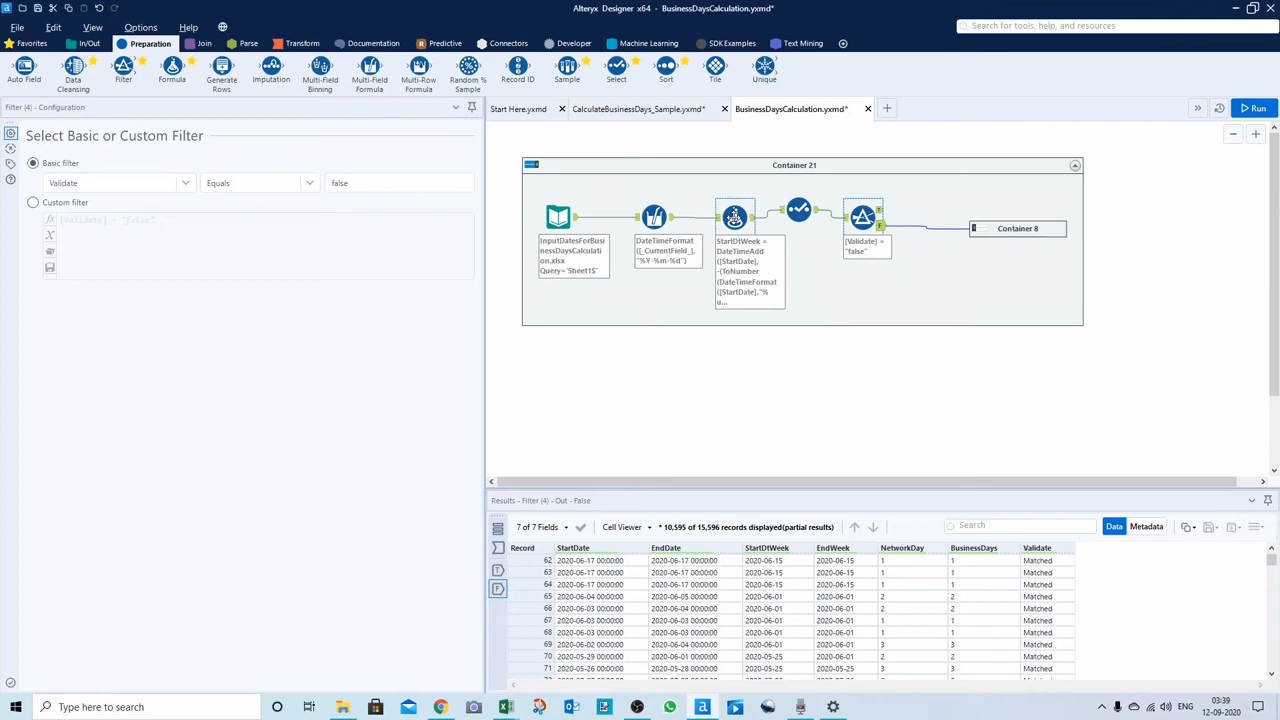 Alteryx Designer x64 - BusinessDaysCalculation.yxmd*
File Edit View Options Help
Search for tools, help, and resources
Favorites In/Out Preparation Join Parse Transform Documentation Predictive Connectors Developer Machine Learning SDK Examples Text Mining
Auto Field
Data Cleansing
Filter
Formula
Generate Rows
Imputation
Multi-Field Binning
Multi-Field Formula
Multi-Row Formula
Random % Sample
Record ID
Sample
Select
Sort
Tile
Unique
Filter (4) - Configuration
Start Here.yxmd CalculateBusinessDays_Sample.yxmd* BusinessDaysCalculation.yxmd*
Run
Select Basic or Custom Filter
Basic filter
Validate Equals false
Custom filter
[Validate] = "false"
Container 21
InputDatesForBusi
nessDaysCalculati
on.xlsx
Query='Sheet1$'
DateTimeFormat
([_CurrentField_],
"%Y-%m-%d")
StartDtWeek =
DateTimeAdd
([StartDate],
-(ToNumber
(DateTimeFormat
([StartDate],"%
u...
[Validate] =
"false"
Container 8
Results - Filter (4) - Out - False
7 of 7 Fields Cell Viewer * 10,595 of 15,596 records displayed(partial results) Search Data Metadata
Record StartDate EndDate StartDtWeek EndWeek NetworkDay BusinessDays Validate
62 2020-06-17 00:00:00 2020-06-17 00:00:00 2020-06-15 2020-06-15 1 1 Matched
63 2020-06-17 00:00:00 2020-06-17 00:00:00 2020-06-15 2020-06-15 1 1 Matched
64 2020-06-17 00:00:00 2020-06-17 00:00:00 2020-06-15 2020-06-15 1 1 Matched
65 2020-06-04 00:00:00 2020-06-05 00:00:00 2020-06-01 2020-06-01 2 2 Matched
66 2020-06-03 00:00:00 2020-06-04 00:00:00 2020-06-01 2020-06-01 2 2 Matched
67 2020-06-03 00:00:00 2020-06-03 00:00:00 2020-06-01 2020-06-01 1 1 Matched
68 2020-06-03 00:00:00 2020-06-03 00:00:00 2020-06-01 2020-06-01 1 1 Matched
69 2020-06-02 00:00:00 2020-06-04 00:00:00 2020-06-01 2020-06-01 3 3 Matched
70 2020-05-29 00:00:00 2020-06-01 00:00:00 2020-05-25 2020-06-01 2 2 Matched
71 2020-05-26 00:00:00 2020-05-28 00:00:00 2020-05-25 2020-05-25 3 3 Matched
Type here to search
ENG
03:39
12-09-2020